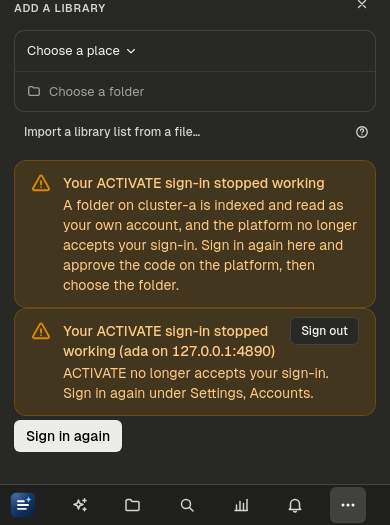 ADD A LIBRARY
Choose a place
Choose a folder
Import a library list from a file…
Your ACTIVATE sign-in stopped working
A folder on cluster-a is indexed and read as
your own account, and the platform no longer
accepts your sign-in. Sign in again here and
approve the code on the platform, then
choose the folder.
Your ACTIVATE sign-in stopped
working (ada on 127.0.0.1:4890)
Sign out
ACTIVATE no longer accepts your sign-in.
Sign in again under Settings, Accounts.
Sign in again